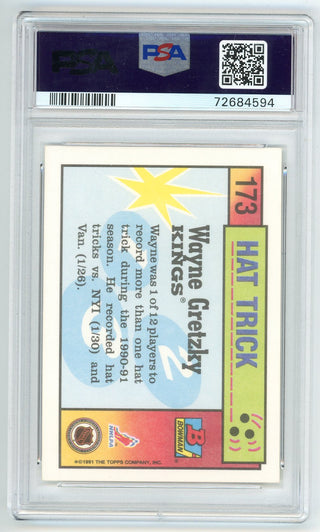 PSA
PSA
72684594
173
HAT TRICK
Wayne Gretzky
KINGS®
Wayne was 1 of 12 players to
record more than one hat
trick during the 1990-91
season. He recorded hat
tricks vs. NYI (1/30) and
Van. (1/26).
B
BOWMAN
NHLPA
©1991 THE TOPPS COMPANY, INC.